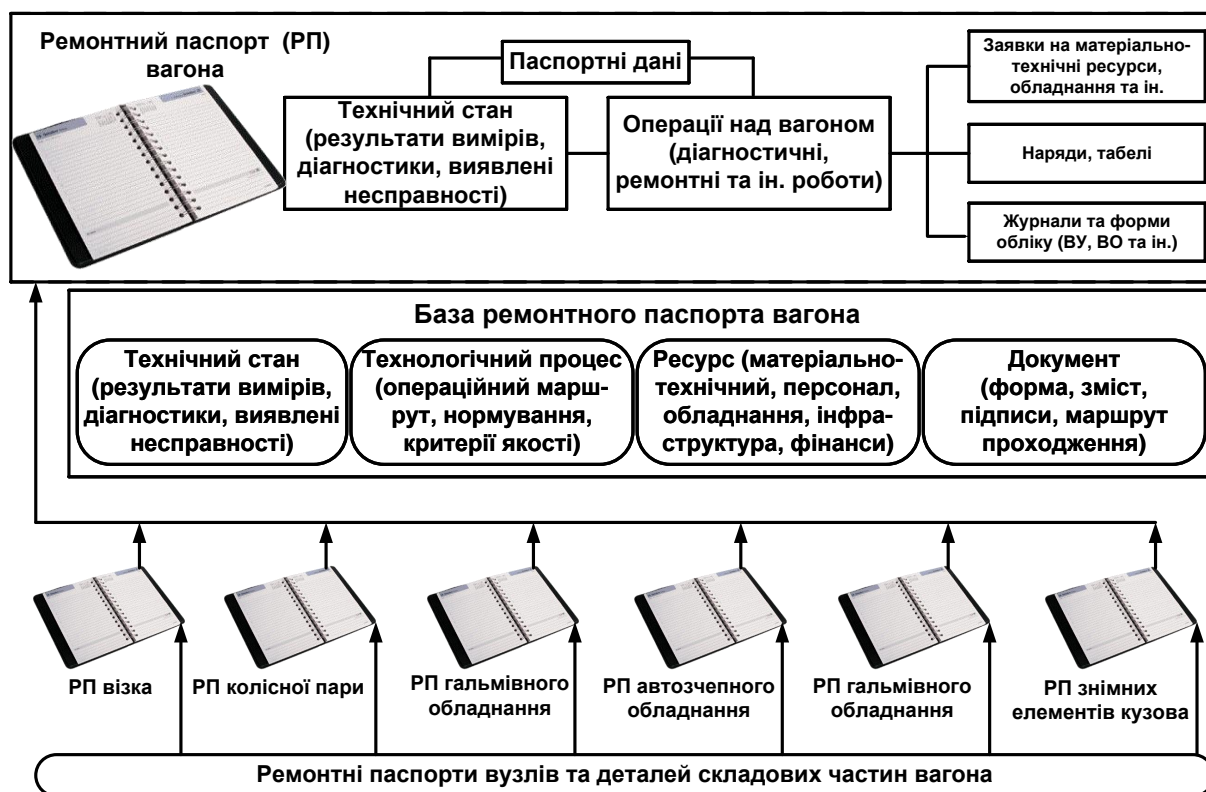 Ремонтний паспорт (РП)
вагона
Паспортні дані
Технічний стан
(результати вимірів,
діагностики, виявлені
несправності)
Операції над вагоном
(діагностичні,
ремонтні та ін. роботи)
Заявки на матеріально-
технічні ресурси,
обладнання та ін.
Наряди, табелі
Журнали та форми
обліку (ВУ, ВО та ін.)
База ремонтного паспорта вагона
Технічний стан
(результати вимірів,
діагностики, виявлені
несправності)
Технологічний процес
(операційний марш-
рут, нормування,
критерії якості)
Ресурс (матеріально-
технічний, персонал,
обладнання, інфра-
структура, фінанси)
Документ
(форма, зміст,
підписи, маршрут
проходження)
РП візка
РП колісної пари
РП гальмівного
обладнання
РП автозчепного
обладнання
РП гальмівного
обладнання
РП знімних
елементів кузова
Ремонтні паспорти вузлів та деталей складових частин вагона